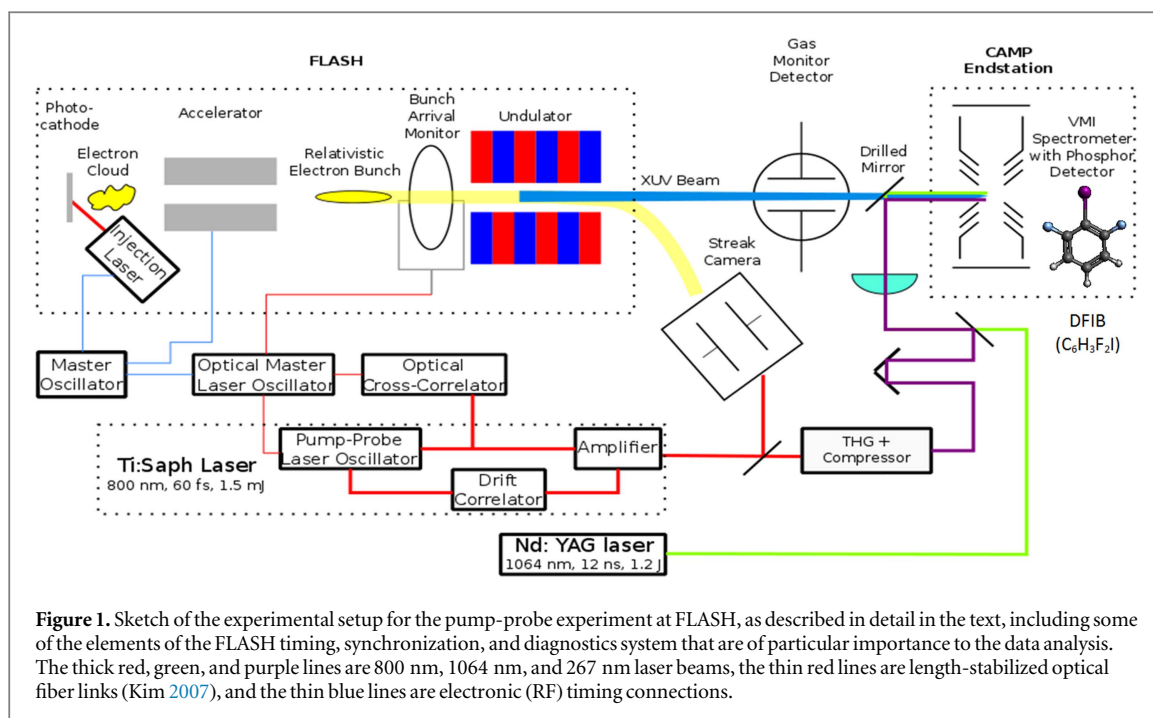 FLASH
Gas
Monitor
Detector
CAMP
Endstation
Photo-
cathode
Accelerator
Bunch
Arrival
Monitor
Undulator
Electron
Cloud
Relativistic
Electron Bunch
XUV Beam
Drilled
Mirror
VMI
Spectrometer
with Phosphor
Detector
Injection
Laser
Streak
Camera
DFIB
(C₆H₃F₂I)
Master
Oscillator
Optical Master
Laser Oscillator
Optical
Cross-Correlator
Ti:Saph Laser
800 nm, 60 fs, 1.5 mJ
Pump-Probe
Laser Oscillator
Amplifier
Drift
Correlator
THG +
Compressor
Nd: YAG laser
1064 nm, 12 ns, 1.2 J
Figure 1. Sketch of the experimental setup for the pump-probe experiment at FLASH, as described in detail in the text, including some
of the elements of the FLASH timing, synchronization, and diagnostics system that are of particular importance to the data analysis.
The thick red, green, and purple lines are 800 nm, 1064 nm, and 267 nm laser beams, the thin red lines are length-stabilized optical
fiber links (Kim 2007), and the thin blue lines are electronic (RF) timing connections.